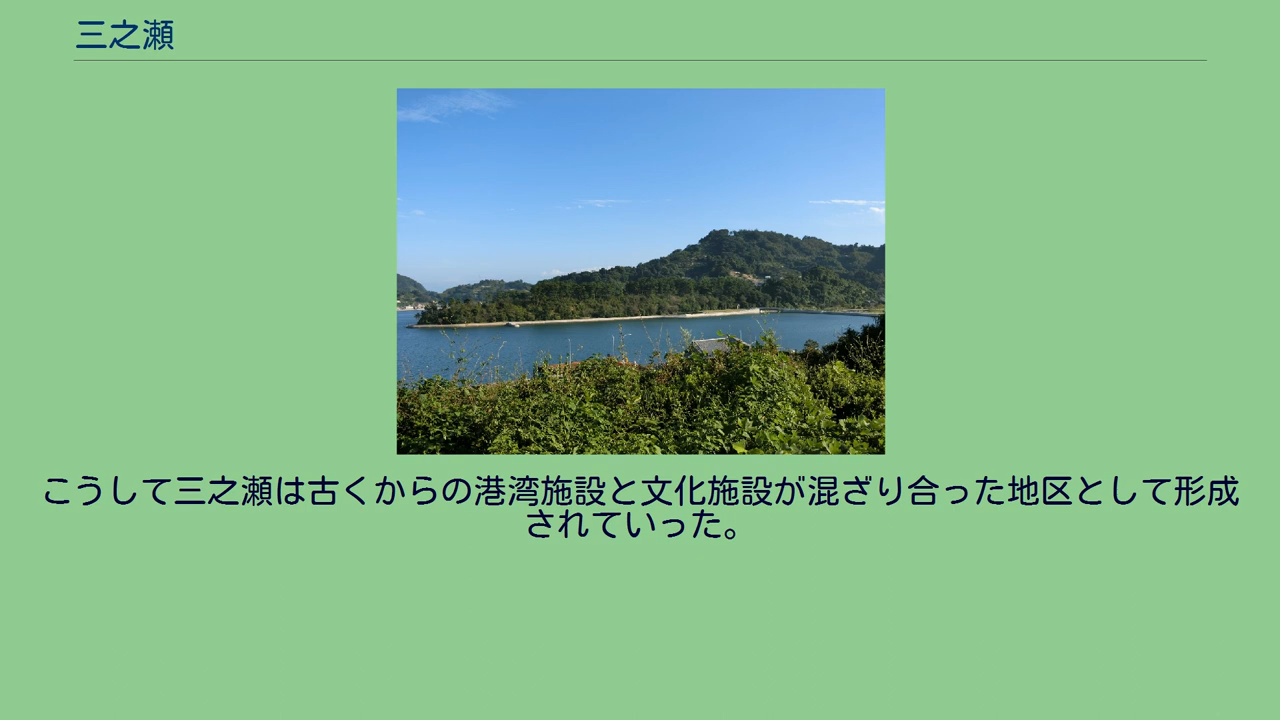 三之瀬
こうして三之瀬は古くからの港湾施設と文化施設が混ざり合った地区として形成
されていった。